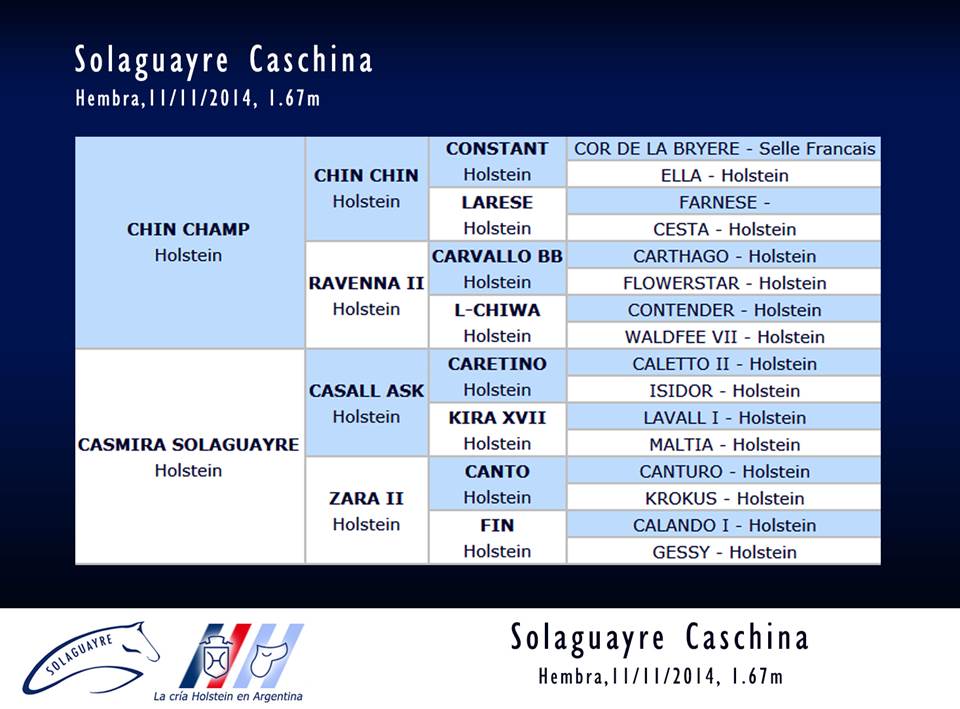 Solaguayre Caschina
Hembra,11/11/2014, 1.67m
CHIN CHAMP
Holstein
CHIN CHIN
Holstein
CONSTANT
Holstein
COR DE LA BRYERE - Selle Francais
ELLA - Holstein
LARESE
Holstein
FARNESE -
CESTA - Holstein
RAVENNA II
Holstein
CARVALLO BB
Holstein
CARTHAGO - Holstein
FLOWERSTAR - Holstein
L-CHIWA
Holstein
CONTENDER - Holstein
WALDFEE VII - Holstein
CASMIRA SOLAGUAYRE
Holstein
CASALL ASK
Holstein
CARETINO
Holstein
CALETTO II - Holstein
ISIDOR - Holstein
KIRA XVII
Holstein
LAVALL I - Holstein
MALTIA - Holstein
ZARA II
Holstein
CANTO
Holstein
CANTURO - Holstein
KROKUS - Holstein
FIN
Holstein
CALANDO I - Holstein
GESSY - Holstein
SOLAGUAYRE
La cría Holstein en Argentina
Solaguayre Caschina
Hembra,11/11/2014, 1.67m